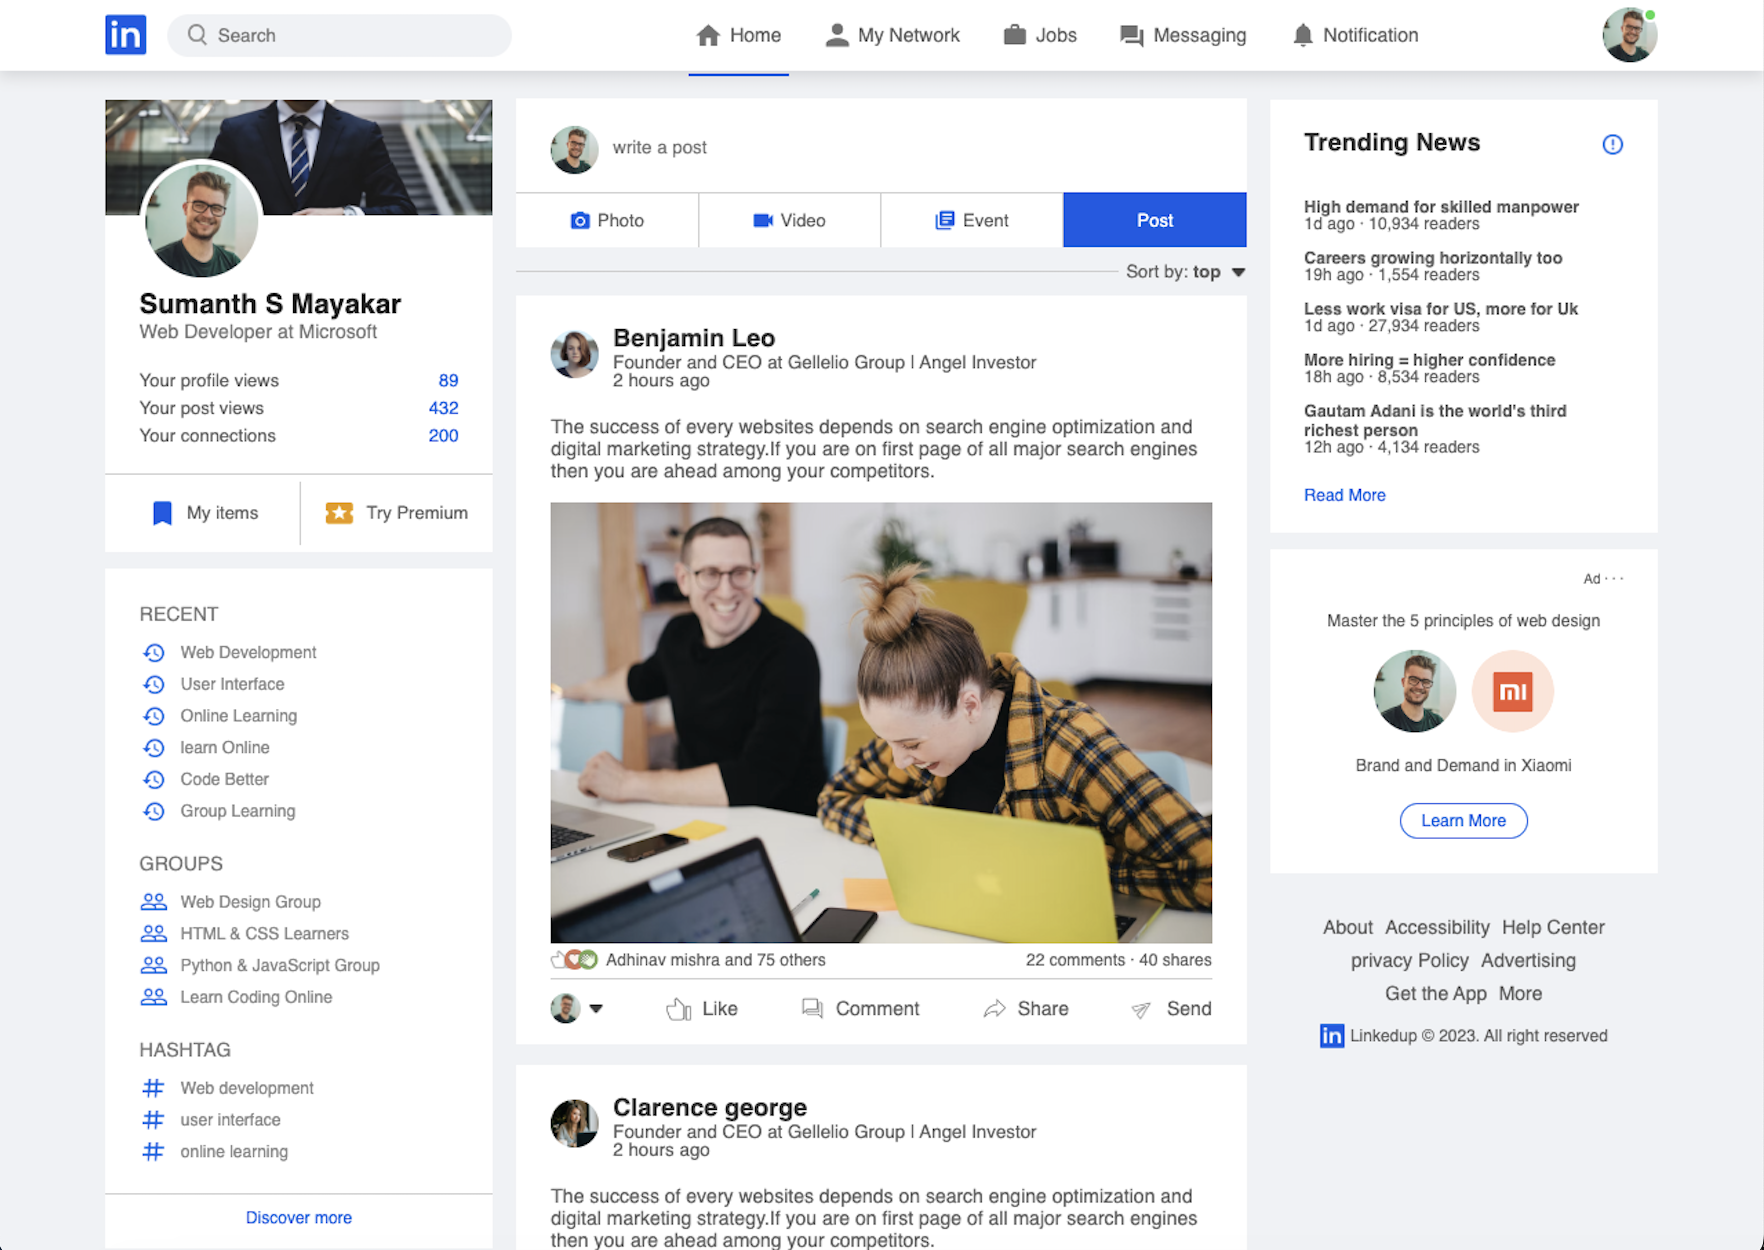 in
Search
Home
My Network
Jobs
Messaging
Notification
Sumanth S Mayakar
Web Developer at Microsoft
Your profile views 89
Your post views 432
Your connections 200
My items
Try Premium
RECENT
Web Development
User Interface
Online Learning
learn Online
Code Better
Group Learning
GROUPS
Web Design Group
HTML & CSS Learners
Python & JavaScript Group
Learn Coding Online
HASHTAG
# Web development
# user interface
# online learning
Discover more
write a post
Photo
Video
Event
Post
Sort by: top
Benjamin Leo
Founder and CEO at Gellelio Group | Angel Investor
2 hours ago
The success of every websites depends on search engine optimization and
digital marketing strategy.If you are on first page of all major search engines
then you are ahead among your competitors.
Adhinav mishra and 75 others
22 comments · 40 shares
Like
Comment
Share
Send
Clarence george
Founder and CEO at Gellelio Group | Angel Investor
2 hours ago
The success of every websites depends on search engine optimization and
digital marketing strategy.If you are on first page of all major search engines
then you are ahead among your competitors.
Trending News
High demand for skilled manpower
1d ago · 10,934 readers
Careers growing horizontally too
19h ago · 1,554 readers
Less work visa for US, more for Uk
1d ago · 27,934 readers
More hiring = higher confidence
18h ago · 8,534 readers
Gautam Adani is the world's third
richest person
12h ago · 4,134 readers
Read More
Ad · · ·
Master the 5 principles of web design
mi
Brand and Demand in Xiaomi
Learn More
About Accessibility Help Center
privacy Policy Advertising
Get the App More
in Linkedup © 2023. All right reserved